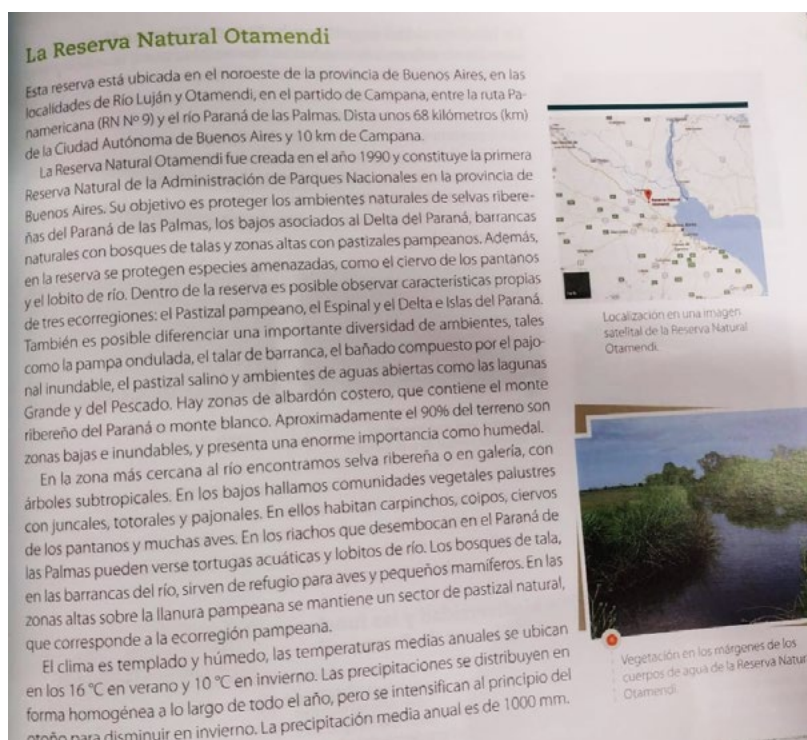 La Reserva Natural Otamendi
Esta reserva está ubicada en el noroeste de la provincia de Buenos Aires, en las
localidades de Río Luján y Otamendi, en el partido de Campana, entre la ruta Pa-
namericana (RN Nº 9) y el río Paraná de las Palmas. Dista unos 68 kilómetros (km)
de la Ciudad Autónoma de Buenos Aires y 10 km de Campana.
La Reserva Natural Otamendi fue creada en el año 1990 y constituye la primera
Reserva Natural de la Administración de Parques Nacionales en la provincia de
Buenos Aires. Su objetivo es proteger los ambientes naturales de selvas ribere-
ñas del Paraná de las Palmas, los bajos asociados al Delta del Paraná, barrancas
naturales con bosques de talas y zonas altas con pastizales pampeanos. Además,
en la reserva se protegen especies amenazadas, como el ciervo de los pantanos
y el lobito de río. Dentro de la reserva es posible observar características propias
de tres ecorregiones: el Pastizal pampeano, el Espinal y el Delta e Islas del Paraná.
También es posible diferenciar una importante diversidad de ambientes, tales
como la pampa ondulada, el talar de barranca, el bañado compuesto por el pajo-
nal inundable, el pastizal salino y ambientes de aguas abiertas como las lagunas
Grande y del Pescado. Hay zonas de albardón costero, que contiene el monte
ribereño del Paraná o monte blanco. Aproximadamente el 90% del terreno son
zonas bajas e inundables, y presenta una enorme importancia como humedal.
En la zona más cercana al río encontramos selva ribereña o en galería, con
árboles subtropicales. En los bajos hallamos comunidades vegetales palustres
con juncales, totorales y pajonales. En ellos habitan carpinchos, coipos, ciervos
de los pantanos y muchas aves. En los riachos que desembocan en el Paraná de
las Palmas pueden verse tortugas acuáticas y lobitos de río. Los bosques de tala,
en las barrancas del río, sirven de refugio para aves y pequeños mamíferos. En las
zonas altas sobre la llanura pampeana se mantiene un sector de pastizal natural,
que corresponde a la ecorregión pampeana.
El clima es templado y húmedo, las temperaturas medias anuales se ubican
en los 16 °C en verano y 10 °C en invierno. Las precipitaciones se distribuyen en
forma homogénea a lo largo de todo el año, pero se intensifican al principio del
otoño para disminuir en invierno. La precipitación media anual es de 1000 mm.
Reserva Natural
Otamendi
Buenos Aires
Localización en una imagen
satelital de la Reserva Natural
Otamendi.
Vegetación en los márgenes de los
cuerpos de agua de la Reserva Natur
Otamendi.